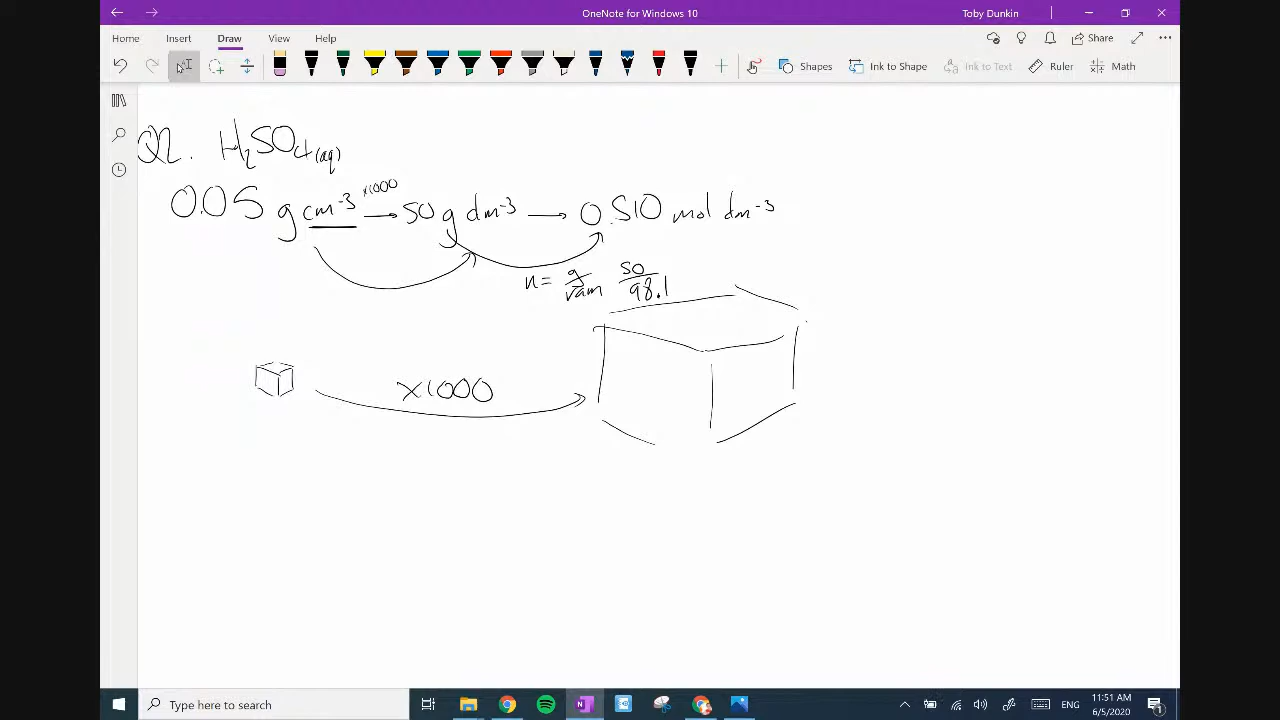 OneNote for Windows 10
Toby Dunkin
Home Insert Draw View Help
Share
Shapes Ink to Shape Ink to Text Ruler Math
Q2. H2SO4(aq)
0.05 g cm-3 ×1000 → 50 g dm-3 → 0.510 mol dm-3
n = g/ram 50/98.1
×1000
Type here to search
ENG
11:51 AM
6/5/2020